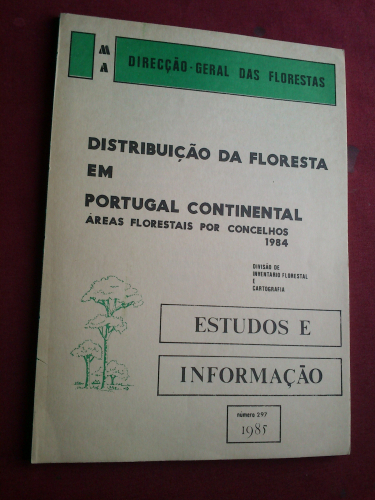 M
A
DIRECÇÃO-GERAL DAS FLORESTAS
DISTRIBUIÇÃO DA FLORESTA
EM
PORTUGAL CONTINENTAL
ÁREAS FLORESTAIS POR CONCELHOS
1984
DIVISÃO DE
INVENTÁRIO FLORESTAL
E
CARTOGRAFIA
ESTUDOS E
INFORMAÇÃO
número 297
1985